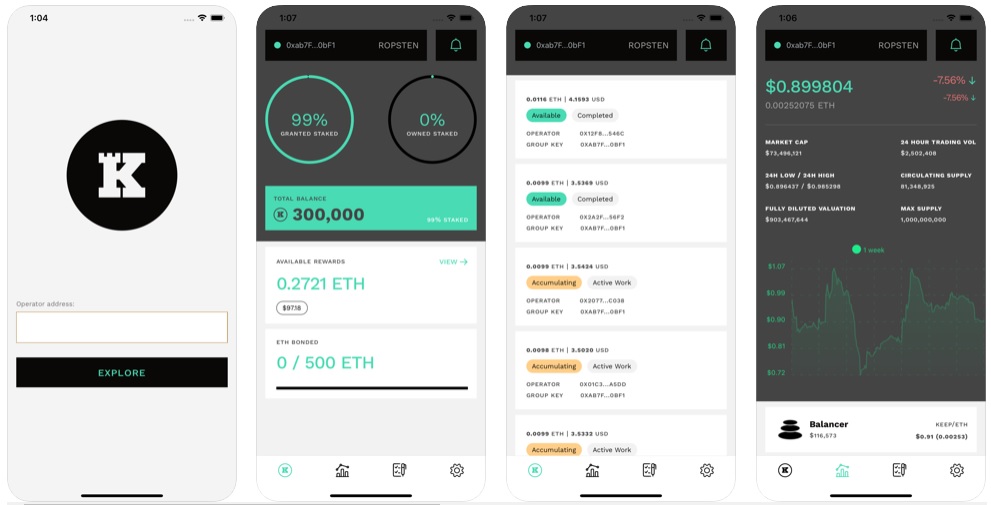 1:04
K
Operator address:
EXPLORE
1:07
0xab7F...0bF1 ROPSTEN
99%
GRANTED STAKED
0%
OWNED STAKED
TOTAL BALANCE
K 300,000
99% STAKED
AVAILABLE REWARDS VIEW →
0.2721 ETH
$97.18
ETH BONDED
0 / 500 ETH
K
1:07
0xab7F...0bF1 ROPSTEN
0.0116 ETH | 4.1593 USD
Available Completed
OPERATOR 0X12F8...546C
GROUP KEY 0XAB7F...0BF1
0.0099 ETH | 3.5369 USD
Available Completed
OPERATOR 0X2A2F...56F2
GROUP KEY 0XAB7F...0BF1
0.0099 ETH | 3.5424 USD
Accumulating Active Work
OPERATOR 0X2077...C038
GROUP KEY 0XAB7F...0BF1
0.0098 ETH | 3.5020 USD
Accumulating Active Work
OPERATOR 0X01C3...A5DD
GROUP KEY 0XAB7F...0BF1
0.0099 ETH | 3.5332 USD
Accumulating Active Work
K
1:06
0xab7F...0bF1 ROPSTEN
$0.899804 -7.56% ↓
0.00252075 ETH -7.56% ↓
MARKET CAP 24 HOUR TRADING VOL
$73,496,121 $2,502,408
24H LOW / 24H HIGH CIRCULATING SUPPLY
$0.896437 / $0.985298 81,348,925
FULLY DILUTED VALUATION MAX SUPPLY
$903,467,644 1,000,000,000
1 week
$1.07
$0.99
$0.90
$0.81
$0.72
Balancer KEEP/ETH
$116,573 $0.91 (0.00253)
K